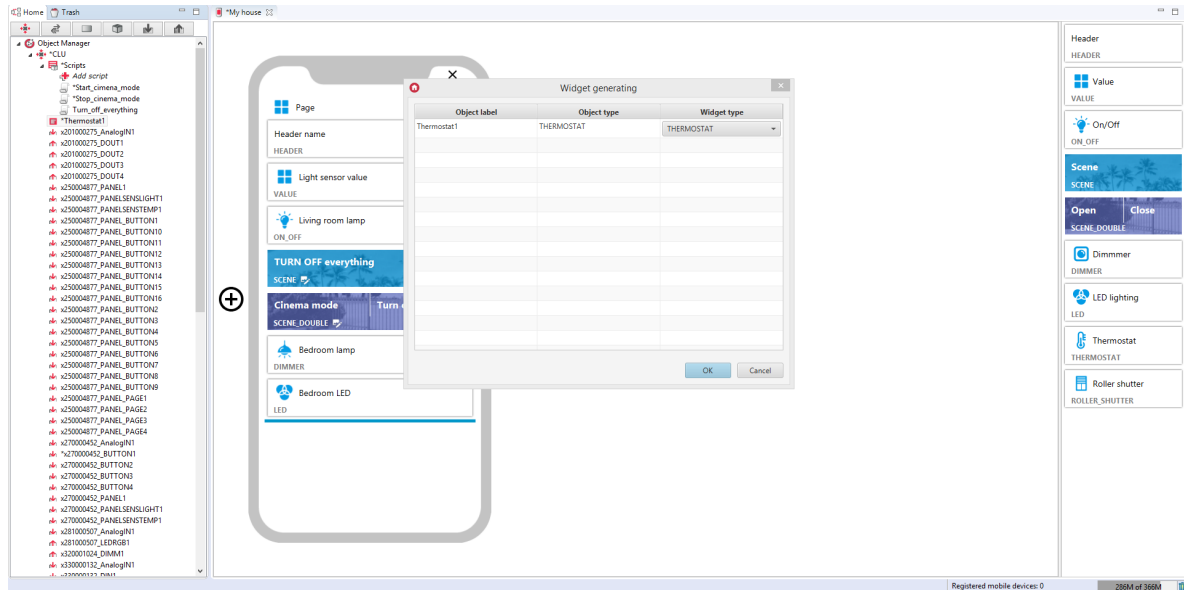 Home
Trash
*My house
Object Manager
*CLU
*Scripts
Add script
*Start_cimena_mode
*Stop_cinema_mode
Turn_off_everything
*Thermostat1
x201000275_AnalogIN1
x201000275_DOUT1
x201000275_DOUT2
x201000275_DOUT3
x201000275_DOUT4
x250004877_PANEL1
x250004877_PANELSENSLIGHT1
x250004877_PANELSENSTEMP1
x250004877_PANEL_BUTTON1
x250004877_PANEL_BUTTON10
x250004877_PANEL_BUTTON11
x250004877_PANEL_BUTTON12
x250004877_PANEL_BUTTON13
x250004877_PANEL_BUTTON14
x250004877_PANEL_BUTTON15
x250004877_PANEL_BUTTON16
x250004877_PANEL_BUTTON2
x250004877_PANEL_BUTTON3
x250004877_PANEL_BUTTON4
x250004877_PANEL_BUTTON5
x250004877_PANEL_BUTTON6
x250004877_PANEL_BUTTON7
x250004877_PANEL_BUTTON8
x250004877_PANEL_BUTTON9
x250004877_PANEL_PAGE1
x250004877_PANEL_PAGE2
x250004877_PANEL_PAGE3
x250004877_PANEL_PAGE4
x270000452_AnalogIN1
*x270000452_BUTTON1
x270000452_BUTTON2
x270000452_BUTTON3
x270000452_BUTTON4
x270000452_PANEL1
x270000452_PANELSENSLIGHT1
x270000452_PANELSENSTEMP1
x281000507_AnalogIN1
x281000507_LEDRGB1
x320001024_DIMM1
x330000132_AnalogIN1
x330000132_DIN1
Page
Header name
HEADER
Light sensor value
VALUE
Living room lamp
ON_OFF
TURN OFF everything
SCENE
Cinema mode
Turn
SCENE_DOUBLE
Bedroom lamp
DIMMER
Bedroom LED
LED
Widget generating
Object label
Object type
Widget type
Thermostat1
THERMOSTAT
THERMOSTAT
OK
Cancel
Header
HEADER
Value
VALUE
On/Off
ON_OFF
Scene
SCENE
Open
Close
SCENE_DOUBLE
Dimmmer
DIMMER
LED lighting
LED
Thermostat
THERMOSTAT
Roller shutter
ROLLER_SHUTTER
Registered mobile devices: 0
286M of 366M